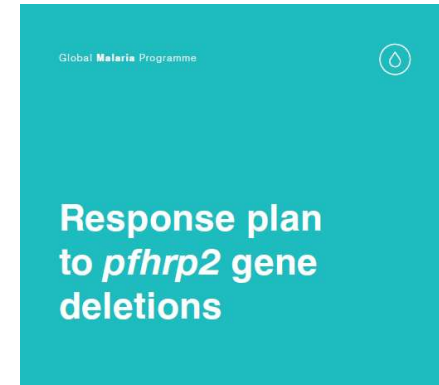 Global Malaria Programme
Response plan
to pfhrp2 gene
deletions